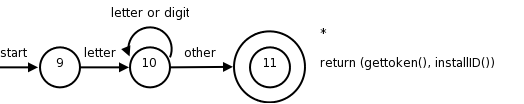 letter or digit
*
start
letter
other
9
10
11
return (gettoken(), installID())